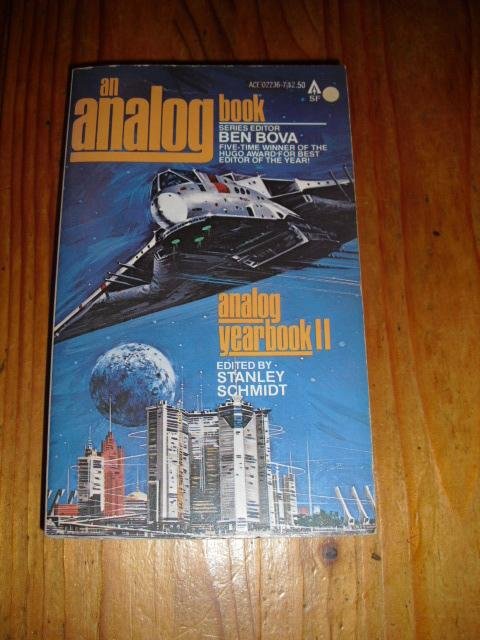 an
analog book
ACE 02236-7 $2.50
SF
SERIES EDITOR
BEN BOVA
FIVE-TIME WINNER OF THE
HUGO AWARD FOR BEST
EDITOR OF THE YEAR!
analog
yearbook II
EDITED BY
STANLEY
SCHMIDT